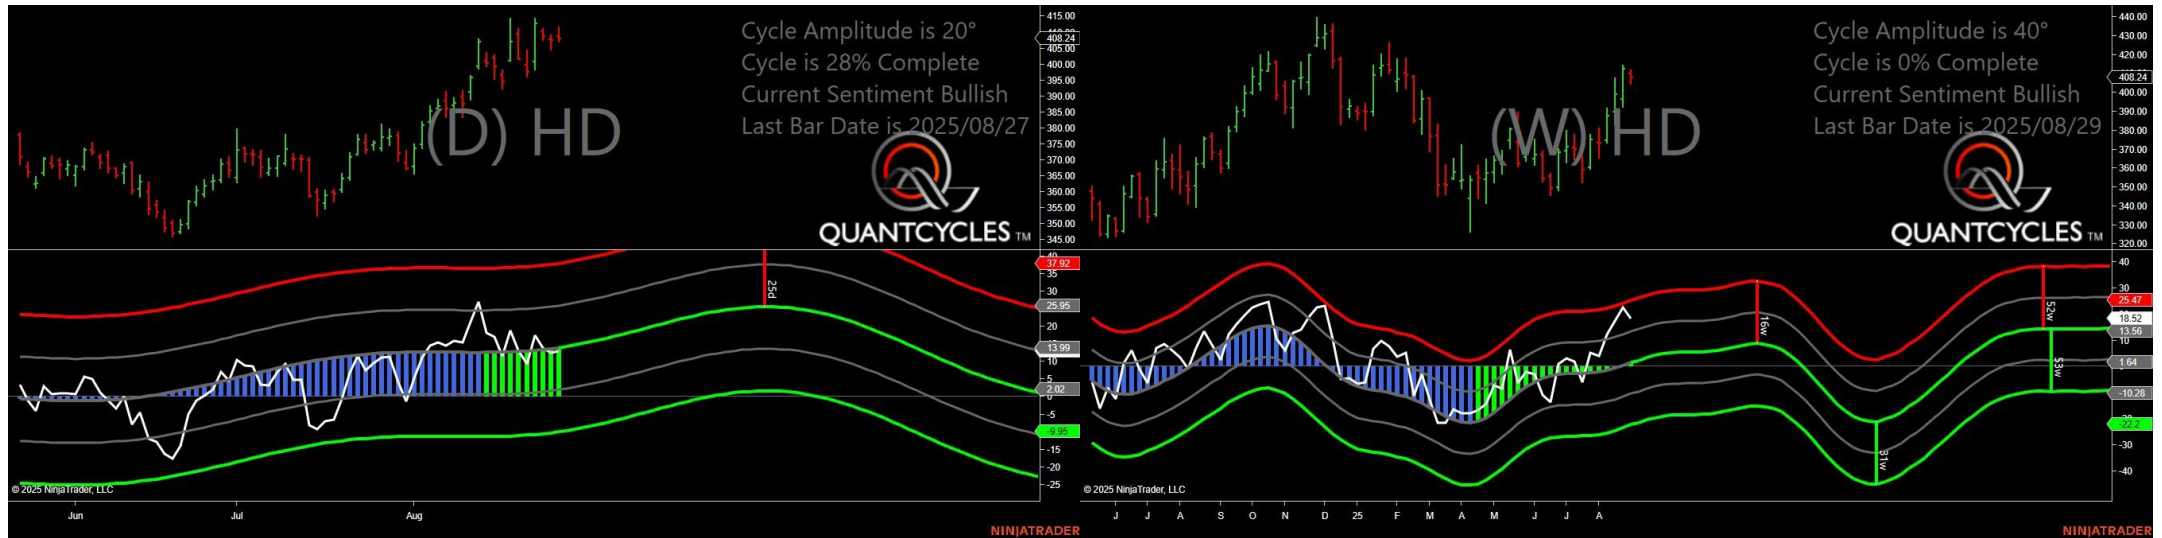 Cycle Amplitude is 20°
Cycle is 28% Complete
Current Sentiment Bullish
Last Bar Date is 2025/08/27
(D) HD
QUANTCYCLES TM
415.00
408.24
405.00
400.00
395.00
390.00
385.00
380.00
375.00
370.00
365.00
360.00
355.00
350.00
345.00
37.92
35
30
25.95
20
13.99
10
5
2.02
0
-5
-9.95
-15
-20
-25
25d
© 2025 NinjaTrader, LLC
Jun Jul Aug
NINJATRADER
Cycle Amplitude is 40°
Cycle is 0% Complete
Current Sentiment Bullish
Last Bar Date is 2025/08/29
(W) HD
QUANTCYCLES TM
440.00
430.00
420.00
408.24
400.00
390.00
380.00
370.00
360.00
350.00
340.00
330.00
320.00
40
30
25.47
18.52
13.56
10
1.64
-10.28
-22.2
-30
-40
16w
31w
52w
53w
© 2025 NinjaTrader, LLC
J J A S O N D 25 F M A M J J A
NINJATRADER